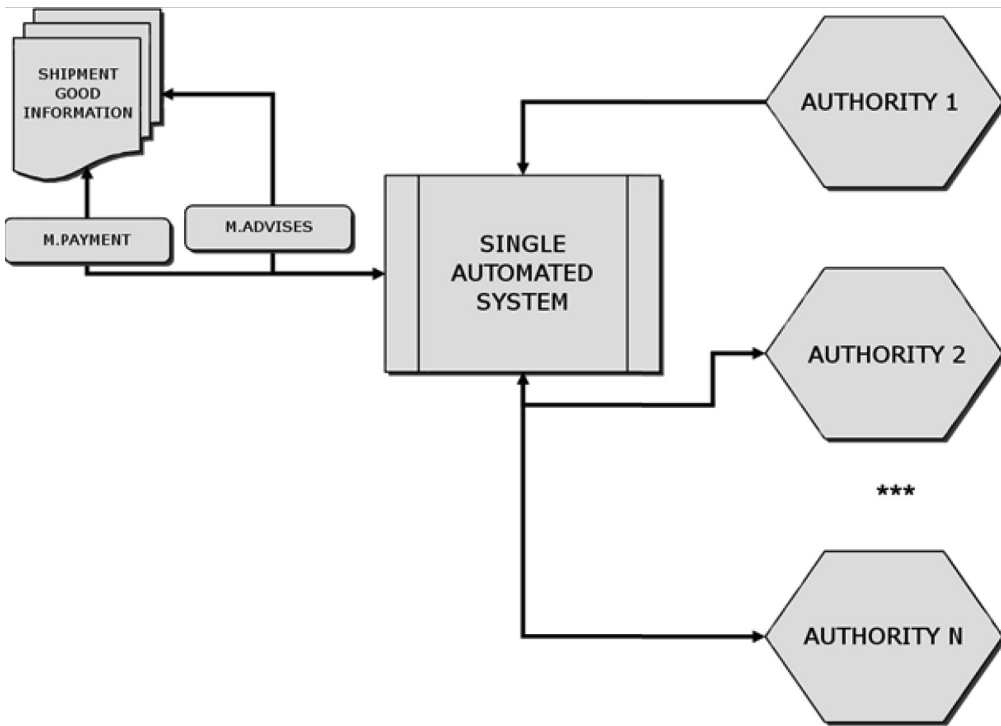 SHIPMENT
GOOD
INFORMATION
M.PAYMENT
M.ADVISES
SINGLE
AUTOMATED
SYSTEM
AUTHORITY 1
AUTHORITY 2
***
AUTHORITY N